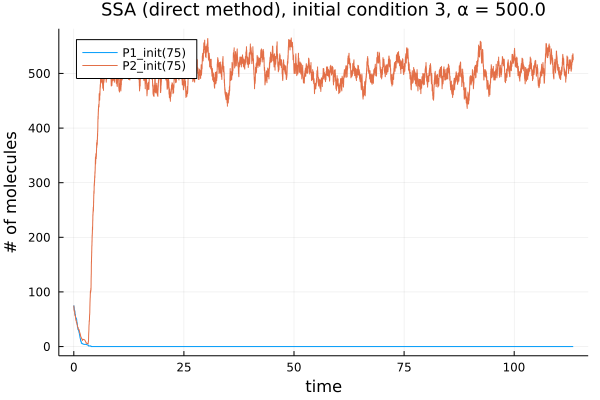 SSA (direct method), initial condition 3, α = 500.0
P1_init(75)
P2_init(75)
500
400
300
200
100
0
# of molecules
0 25 50 75 100
time